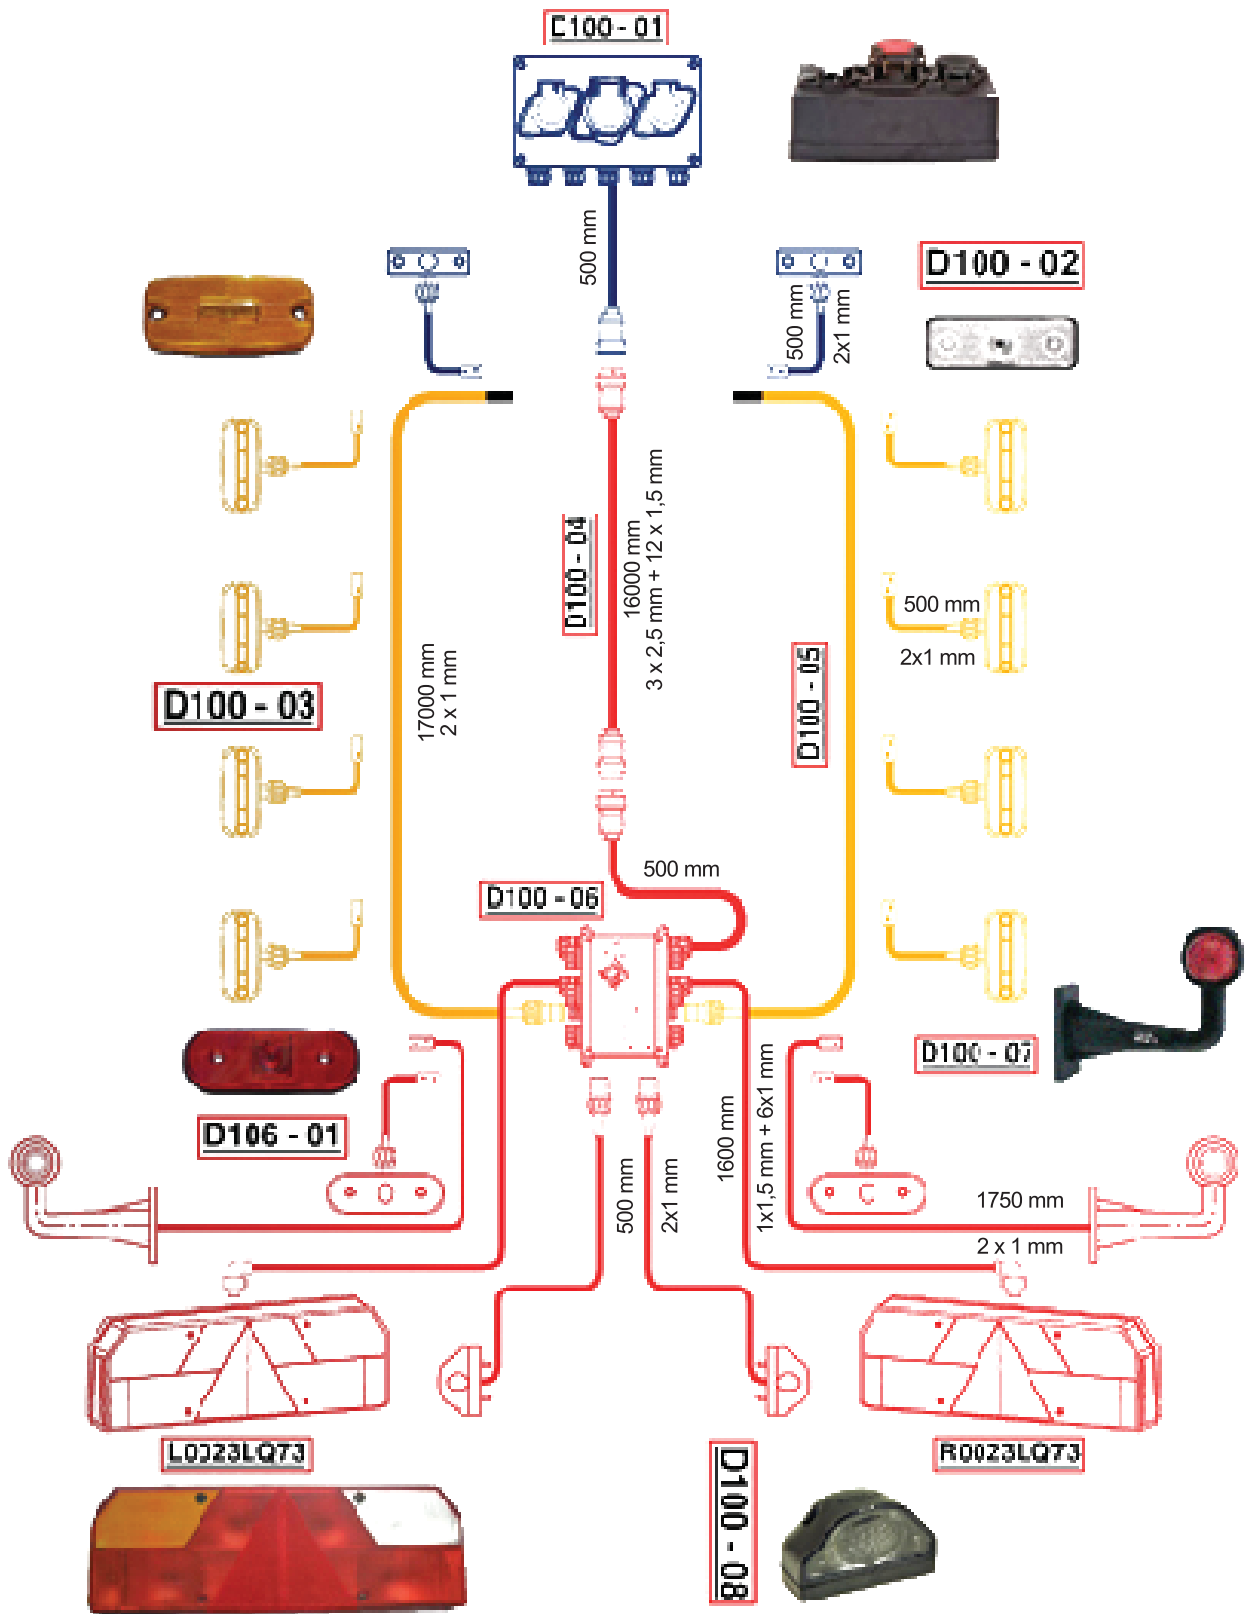 D100 - 01
500 mm
D100 - 02
500 mm
2x1 mm
D100 - 04
16000 mm
3 x 2,5 mm + 12 x 1,5 mm
500 mm
2x1 mm
D100 - 03
17000 mm
2 x 1 mm
D100 - 05
500 mm
D100 - 06
D100 - 07
D106 - 01
1600 mm
1x1,5 mm + 6x1 mm
500 mm
2x1 mm
1750 mm
2 x 1 mm
L0023LQ73
R0023LQ73
D100 - 08